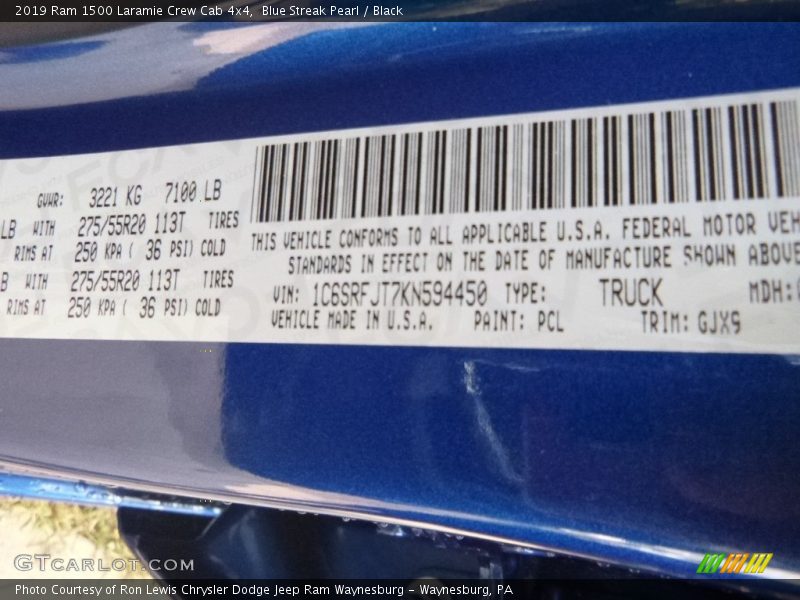 2019 Ram 1500 Laramie Crew Cab 4x4, Blue Streak Pearl / Black
GVWR: 3221 KG 7100 LB
LB WITH 275/55R20 113T TIRES
RIMS AT 250 KPA ( 36 PSI) COLD
B WITH 275/55R20 113T TIRES
RIMS AT 250 KPA ( 36 PSI) COLD
THIS VEHICLE CONFORMS TO ALL APPLICABLE U.S.A. FEDERAL MOTOR VEH
STANDARDS IN EFFECT ON THE DATE OF MANUFACTURE SHOWN ABOVE
VIN: 1C6SRFJT7KN594450 TYPE: TRUCK MDH:
VEHICLE MADE IN U.S.A. PAINT: PCL TRIM: GJX9
GTCARLOT.COM
Photo Courtesy of Ron Lewis Chrysler Dodge Jeep Ram Waynesburg – Waynesburg, PA